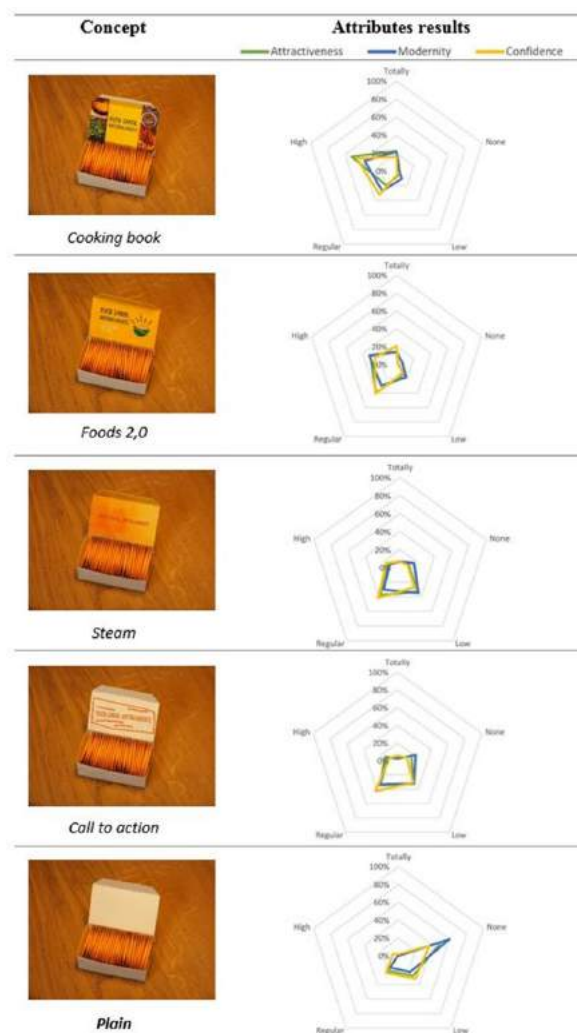 Concept
Attributes results
Attractiveness Modernity Confidence
Totally
100%
80%
60%
40%
20%
0%
High
None
Regular
Low
Cooking book
Totally
100%
80%
60%
40%
20%
0%
High
None
Regular
Low
Foods 2,0
Totally
100%
80%
60%
40%
20%
0%
High
None
Regular
Low
Steam
Totally
100%
80%
60%
40%
20%
0%
High
None
Regular
Low
Call to action
Totally
100%
80%
60%
40%
20%
0%
High
None
Regular
Low
Plain